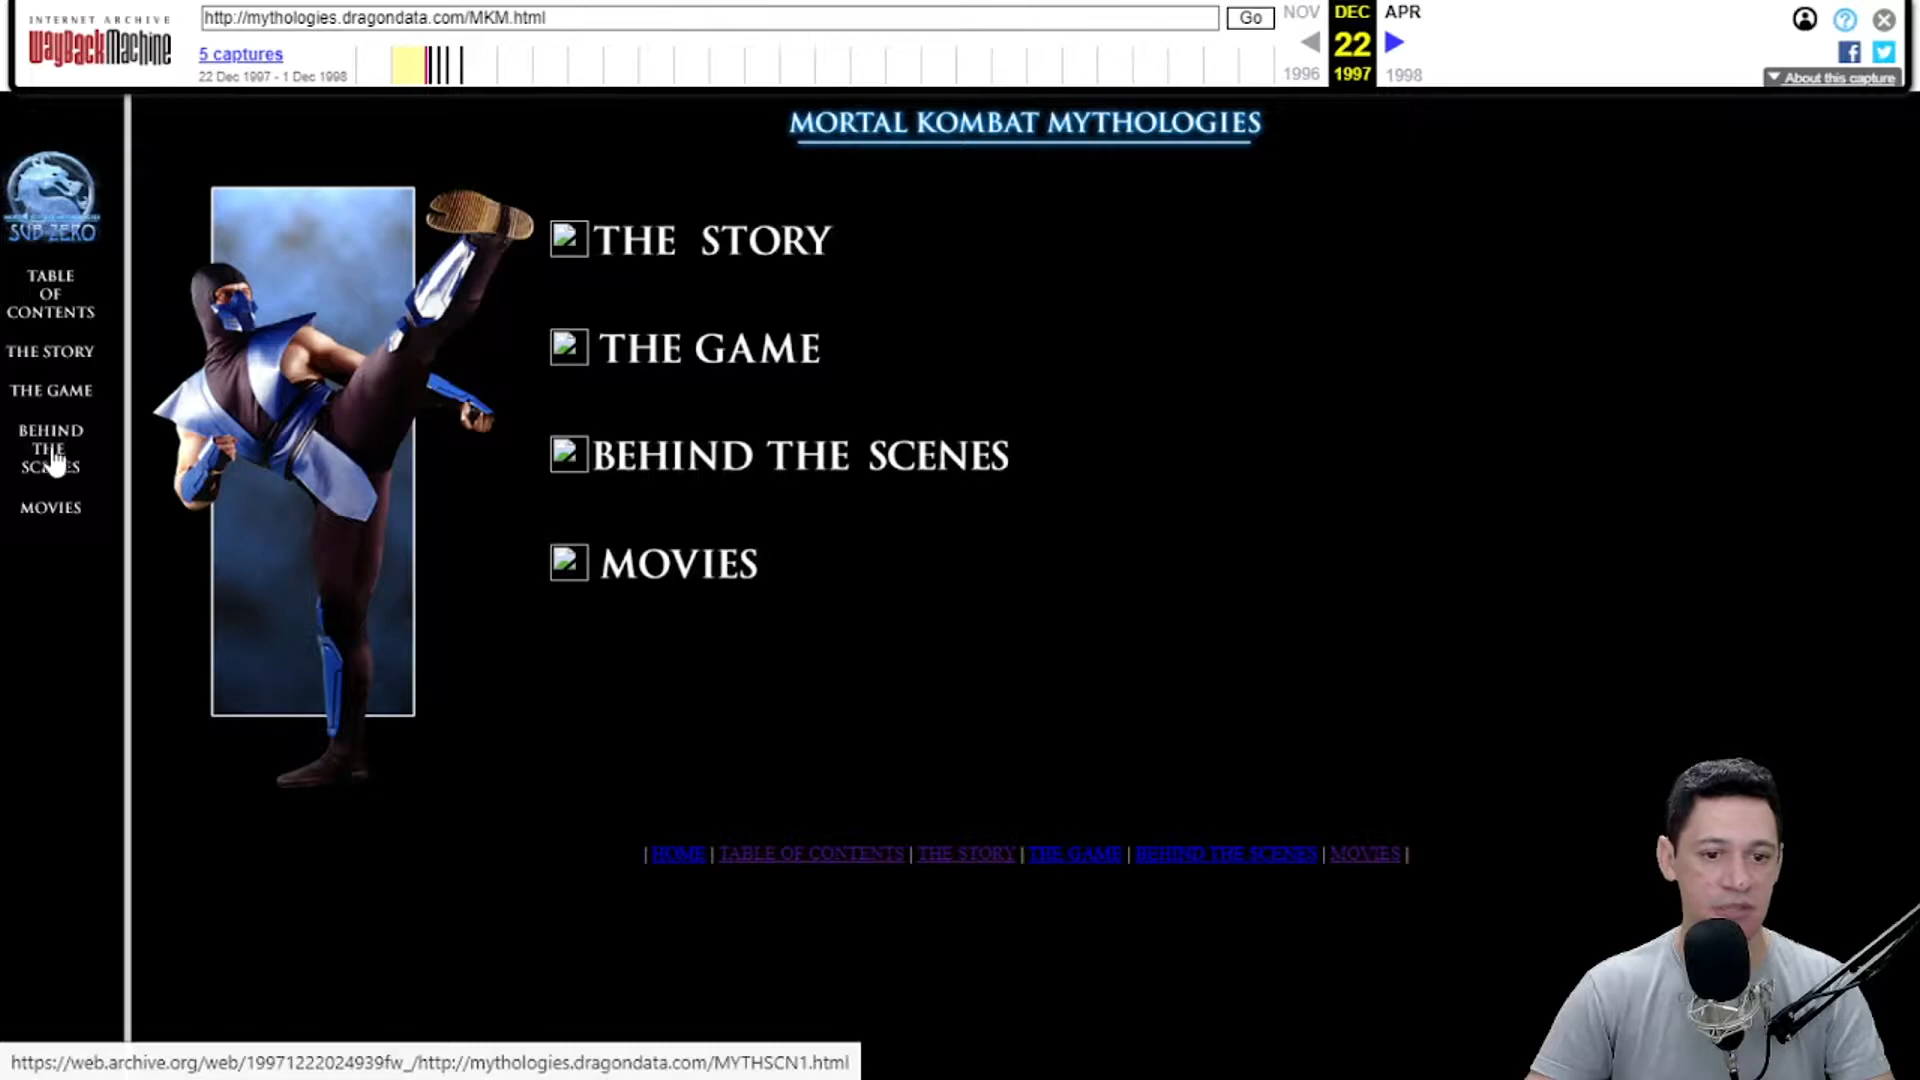 INTERNET ARCHIVE
WayBackMachine
http://mythologies.dragondata.com/MKM.html
Go
NOV
DEC
APR
5 captures
22
22 Dec 1997 - 1 Dec 1998
1996
1997
1998
About this capture
MORTAL KOMBAT MYTHOLOGIES
SUB-ZERO
TABLE
OF
CONTENTS
THE STORY
THE GAME
BEHIND
THE
SCENES
MOVIES
THE STORY
THE GAME
BEHIND THE SCENES
MOVIES
| HOME | TABLE OF CONTENTS | THE STORY | THE GAME | BEHIND THE SCENES | MOVIES |
https://web.archive.org/web/19971222024939fw_/http://mythologies.dragondata.com/MYTHSCN1.html